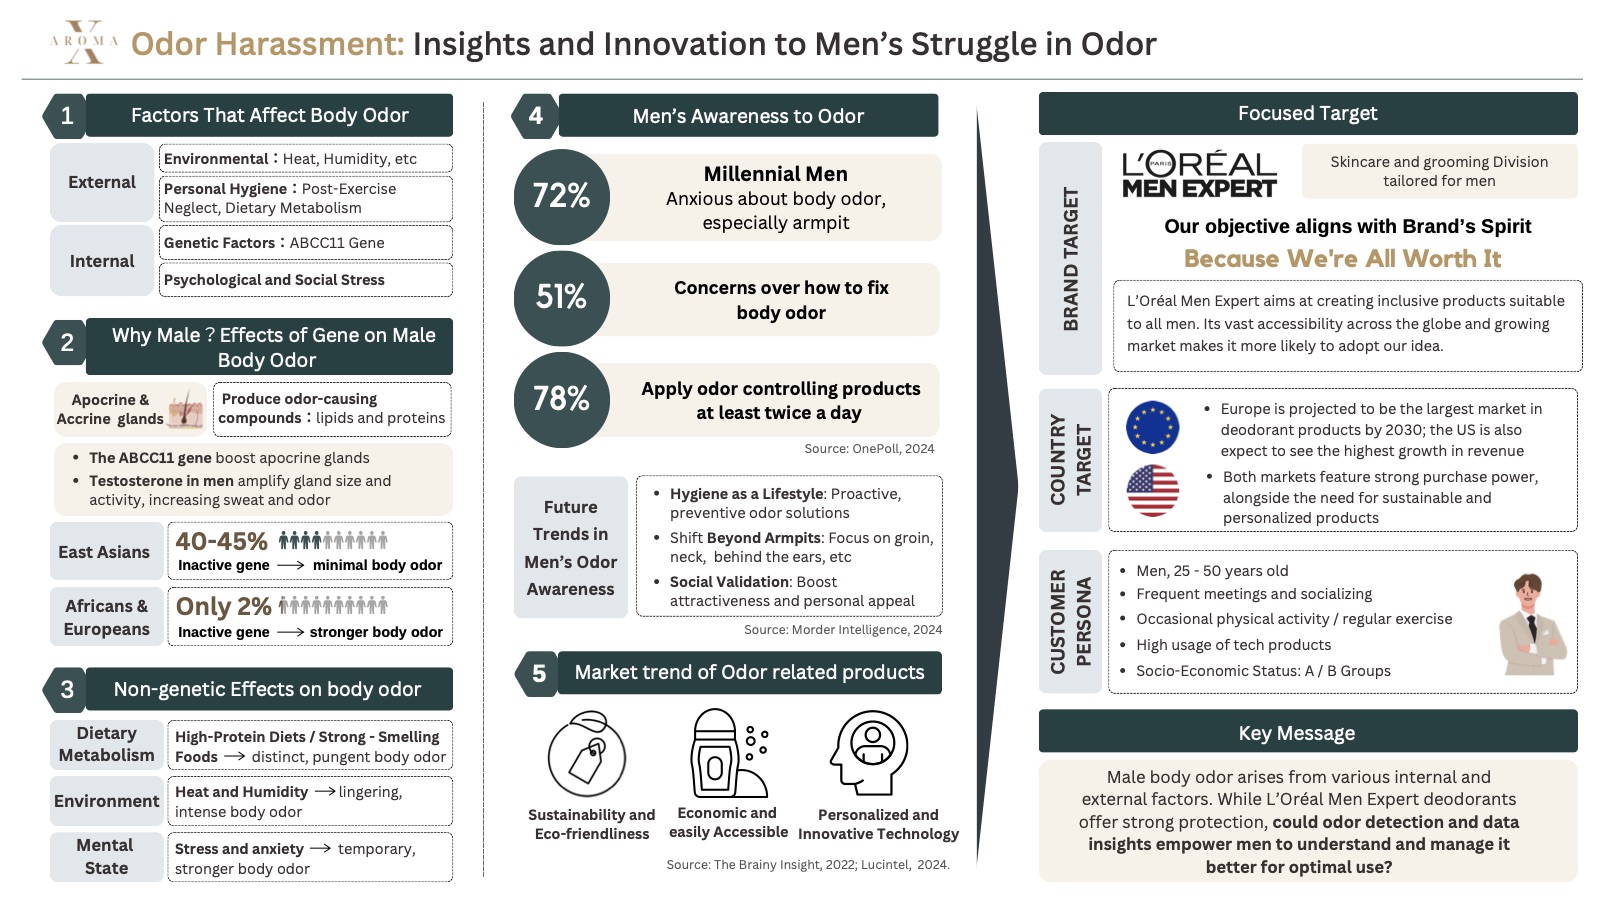 X
AROMA
Odor Harassment: Insights and Innovation to Men's Struggle in Odor
1
Factors That Affect Body Odor
External
Environmental：Heat, Humidity, etc
Personal Hygiene：Post-Exercise
Neglect, Dietary Metabolism
Internal
Genetic Factors：ABCC11 Gene
Psychological and Social Stress
2
Why Male？Effects of Gene on Male
Body Odor
Apocrine &
Accrine glands
Produce odor-causing
compounds：lipids and proteins
• The ABCC11 gene boost apocrine glands
• Testosterone in men amplify gland size and
activity, increasing sweat and odor
East Asians
40-45%
Inactive gene → minimal body odor
Africans &
Europeans
Only 2%
Inactive gene → stronger body odor
3
Non-genetic Effects on body odor
Dietary
Metabolism
High-Protein Diets / Strong - Smelling
Foods → distinct, pungent body odor
Environment
Heat and Humidity → lingering,
intense body odor
Mental
State
Stress and anxiety → temporary,
stronger body odor
4
Men's Awareness to Odor
72%
Millennial Men
Anxious about body odor,
especially armpit
51%
Concerns over how to fix
body odor
78%
Apply odor controlling products
at least twice a day
Source: OnePoll, 2024
Future
Trends in
Men's Odor
Awareness
• Hygiene as a Lifestyle: Proactive,
preventive odor solutions
• Shift Beyond Armpits: Focus on groin,
neck, behind the ears, etc
• Social Validation: Boost
attractiveness and personal appeal
Source: Morder Intelligence, 2024
5
Market trend of Odor related products
Sustainability and
Eco-friendliness
Economic and
easily Accessible
Personalized and
Innovative Technology
Source: The Brainy Insight, 2022; Lucintel, 2024.
Focused Target
BRAND TARGET
L'ORÉAL
PARIS
MEN EXPERT
Skincare and grooming Division
tailored for men
Our objective aligns with Brand's Spirit
Because We're All Worth It
L'Oréal Men Expert aims at creating inclusive products suitable
to all men. Its vast accessibility across the globe and growing
market makes it more likely to adopt our idea.
COUNTRY
TARGET
• Europe is projected to be the largest market in
deodorant products by 2030; the US is also
expect to see the highest growth in revenue
• Both markets feature strong purchase power,
alongside the need for sustainable and
personalized products
CUSTOMER
PERSONA
• Men, 25 - 50 years old
• Frequent meetings and socializing
• Occasional physical activity / regular exercise
• High usage of tech products
• Socio-Economic Status: A / B Groups
Key Message
Male body odor arises from various internal and
external factors. While L'Oréal Men Expert deodorants
offer strong protection, could odor detection and data
insights empower men to understand and manage it
better for optimal use?